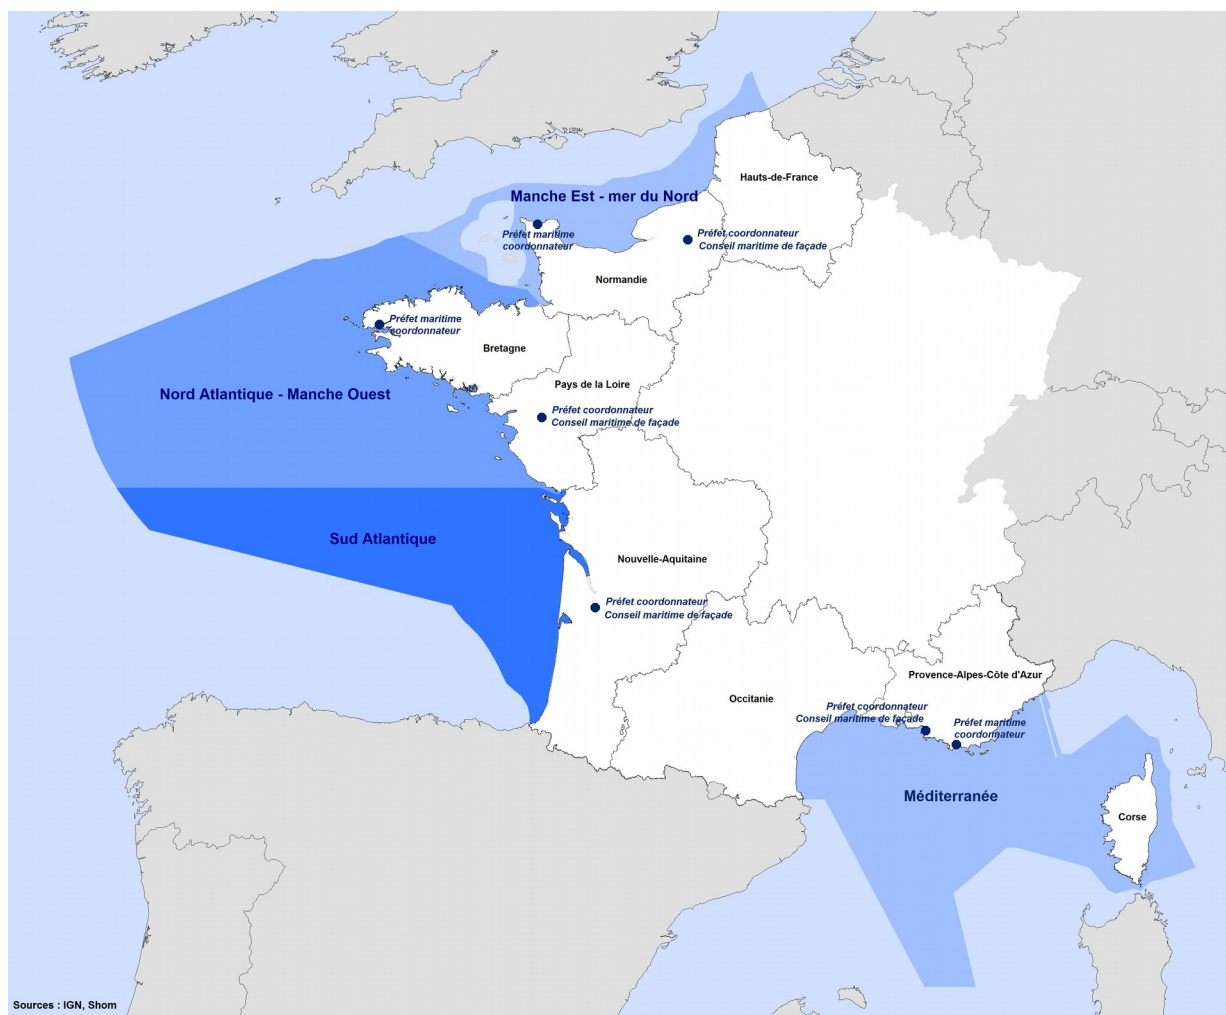 Hauts-de-France
Manche Est - mer du Nord
Préfet maritime
coordonnateur
Préfet coordonnateur
Conseil maritime de façade
Normandie
Préfet maritime
coordonnateur
Bretagne
Pays de la Loire
Nord Atlantique - Manche Ouest
Préfet coordonnateur
Conseil maritime de façade
Sud Atlantique
Nouvelle-Aquitaine
Préfet coordonnateur
Conseil maritime de façade
Provence-Alpes-Côte d'Azur
Occitanie
Préfet coordonnateur
Conseil maritime de façade
Préfet maritime
coordonnateur
Méditerranée
Corse
Sources : IGN, Shom